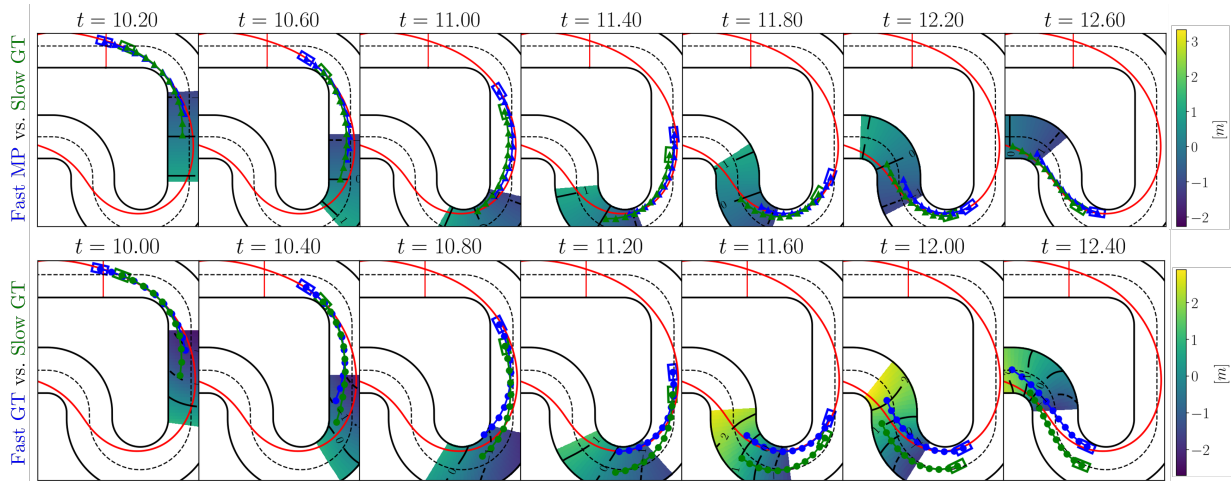 t = 10.20
t = 10.60
t = 11.00
t = 11.40
t = 11.80
t = 12.20
t = 12.60
Fast MP vs. Slow GT
3
2
1
0
−1
−2
[m]
t = 10.00
t = 10.40
t = 10.80
t = 11.20
t = 11.60
t = 12.00
t = 12.40
Fast GT vs. Slow GT
2
1
0
−1
−2
[m]